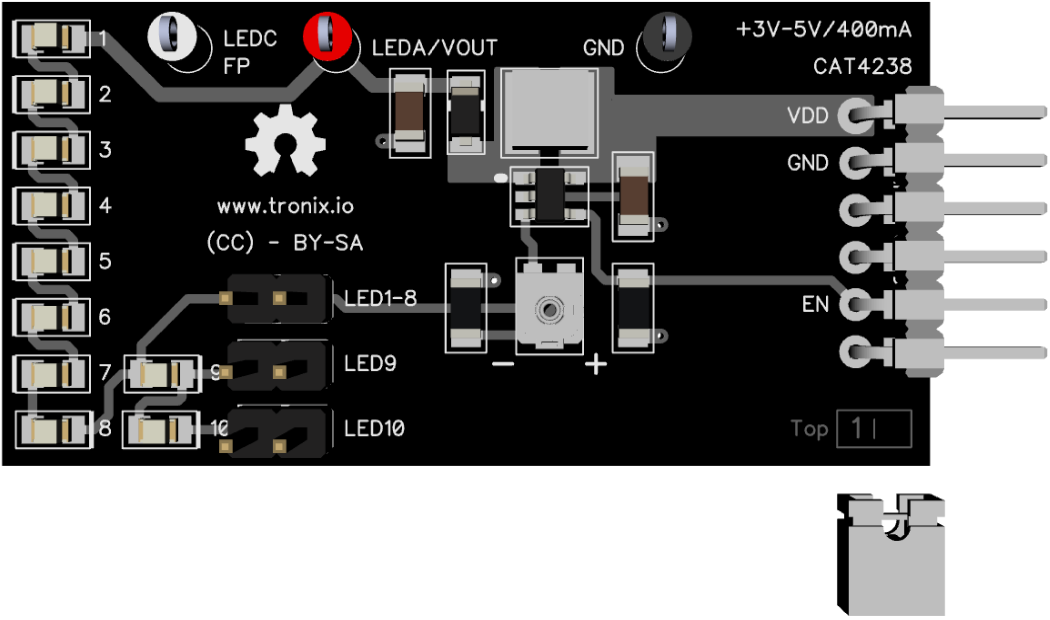 1
2
3
4
5
6
7
8
9
10
LEDC
FP
LEDA/VOUT
GND
+3V-5V/400mA
CAT4238
VDD
GND
EN
www.tronix.io
(CC) - BY-SA
LED1-8
LED9
LED10
− +
Top 1